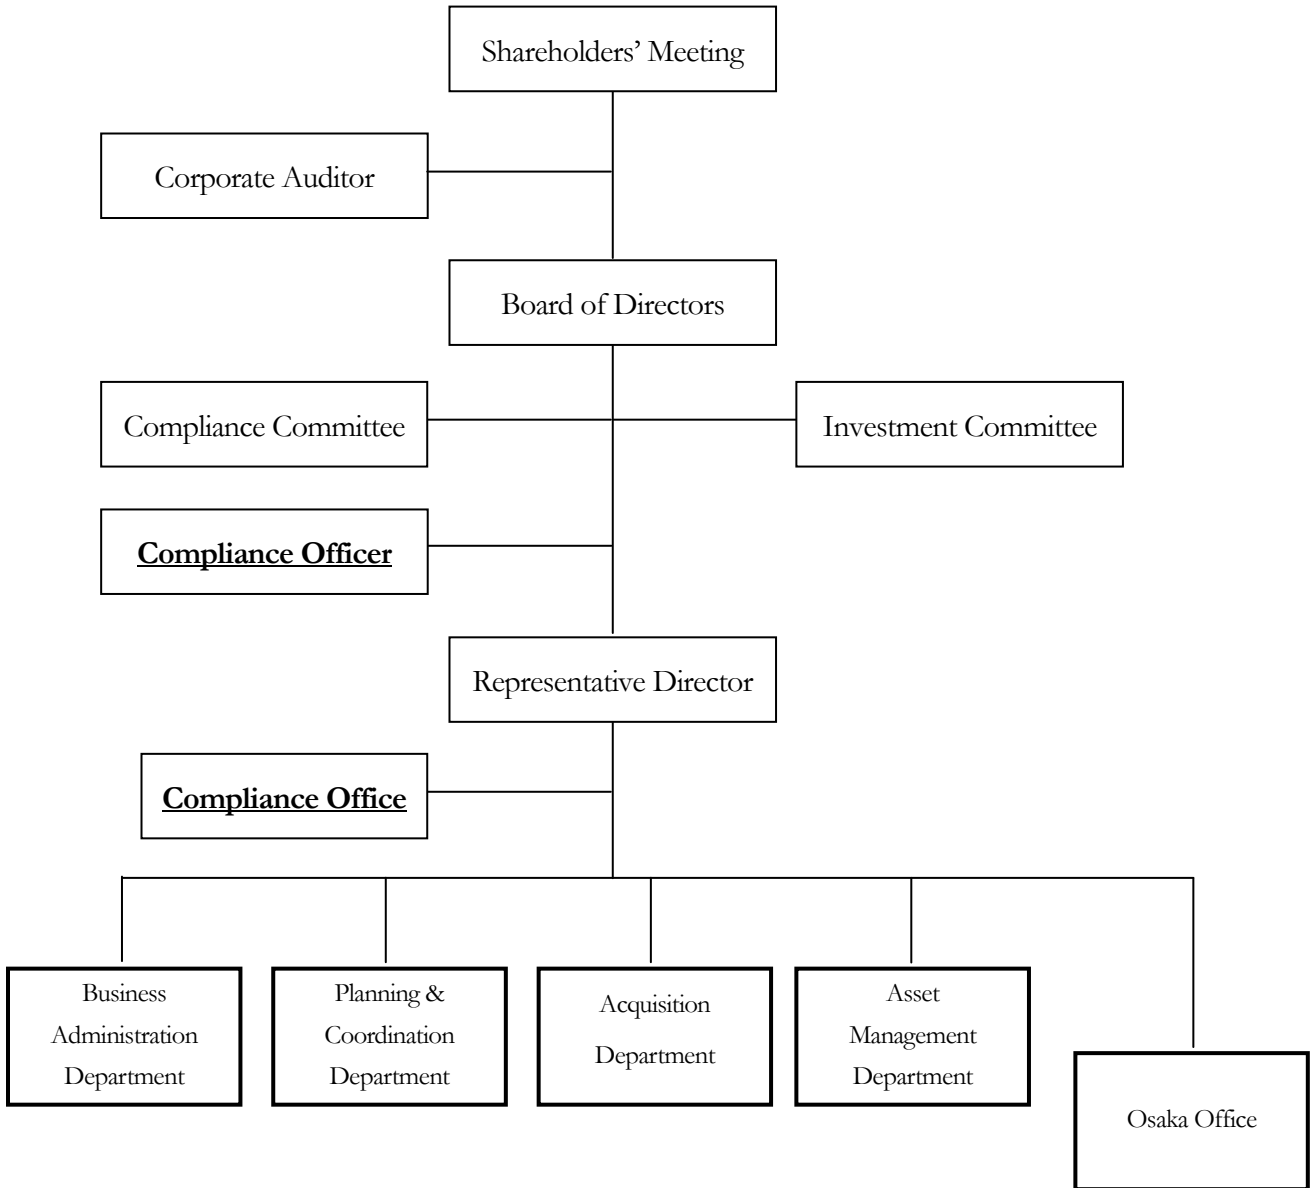 Shareholders’ Meeting
Corporate Auditor
Board of Directors
Compliance Committee
Investment Committee
Compliance Officer
Representative Director
Compliance Office
Business
Administration
Department
Planning &
Coordination
Department
Acquisition
Department
Asset
Management
Department
Osaka Office